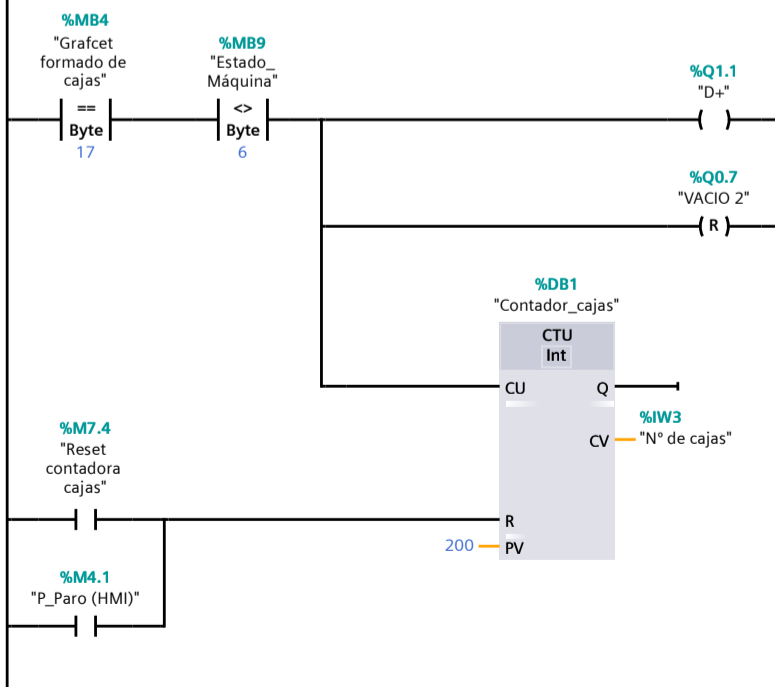 %MB4
"Grafcet
formado de
cajas"
==
Byte
17
%MB9
"Estado_
Máquina"
<>
Byte
6
%Q1.1
"D+"
( )
%Q0.7
"VACIO 2"
( R )
%DB1
"Contador_cajas"
CTU
Int
CU
Q
%IW3
CV
"N° de cajas"
%M7.4
"Reset
contadora
cajas"
R
200
PV
%M4.1
"P_Paro (HMI)"